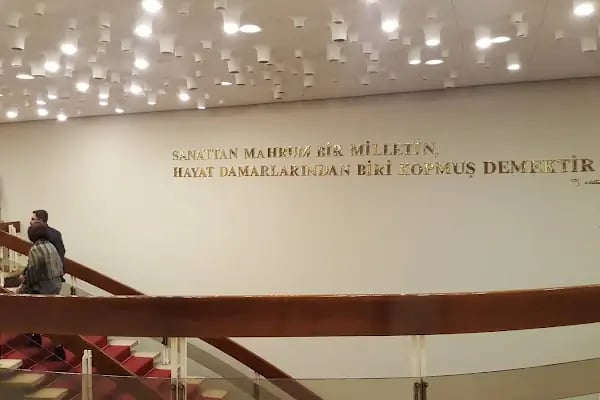 SANATTAN MAHRUM BİR MİLLETİN,
HAYAT DAMARLARINDAN BİRİ KOPMUŞ DEMEKTİR